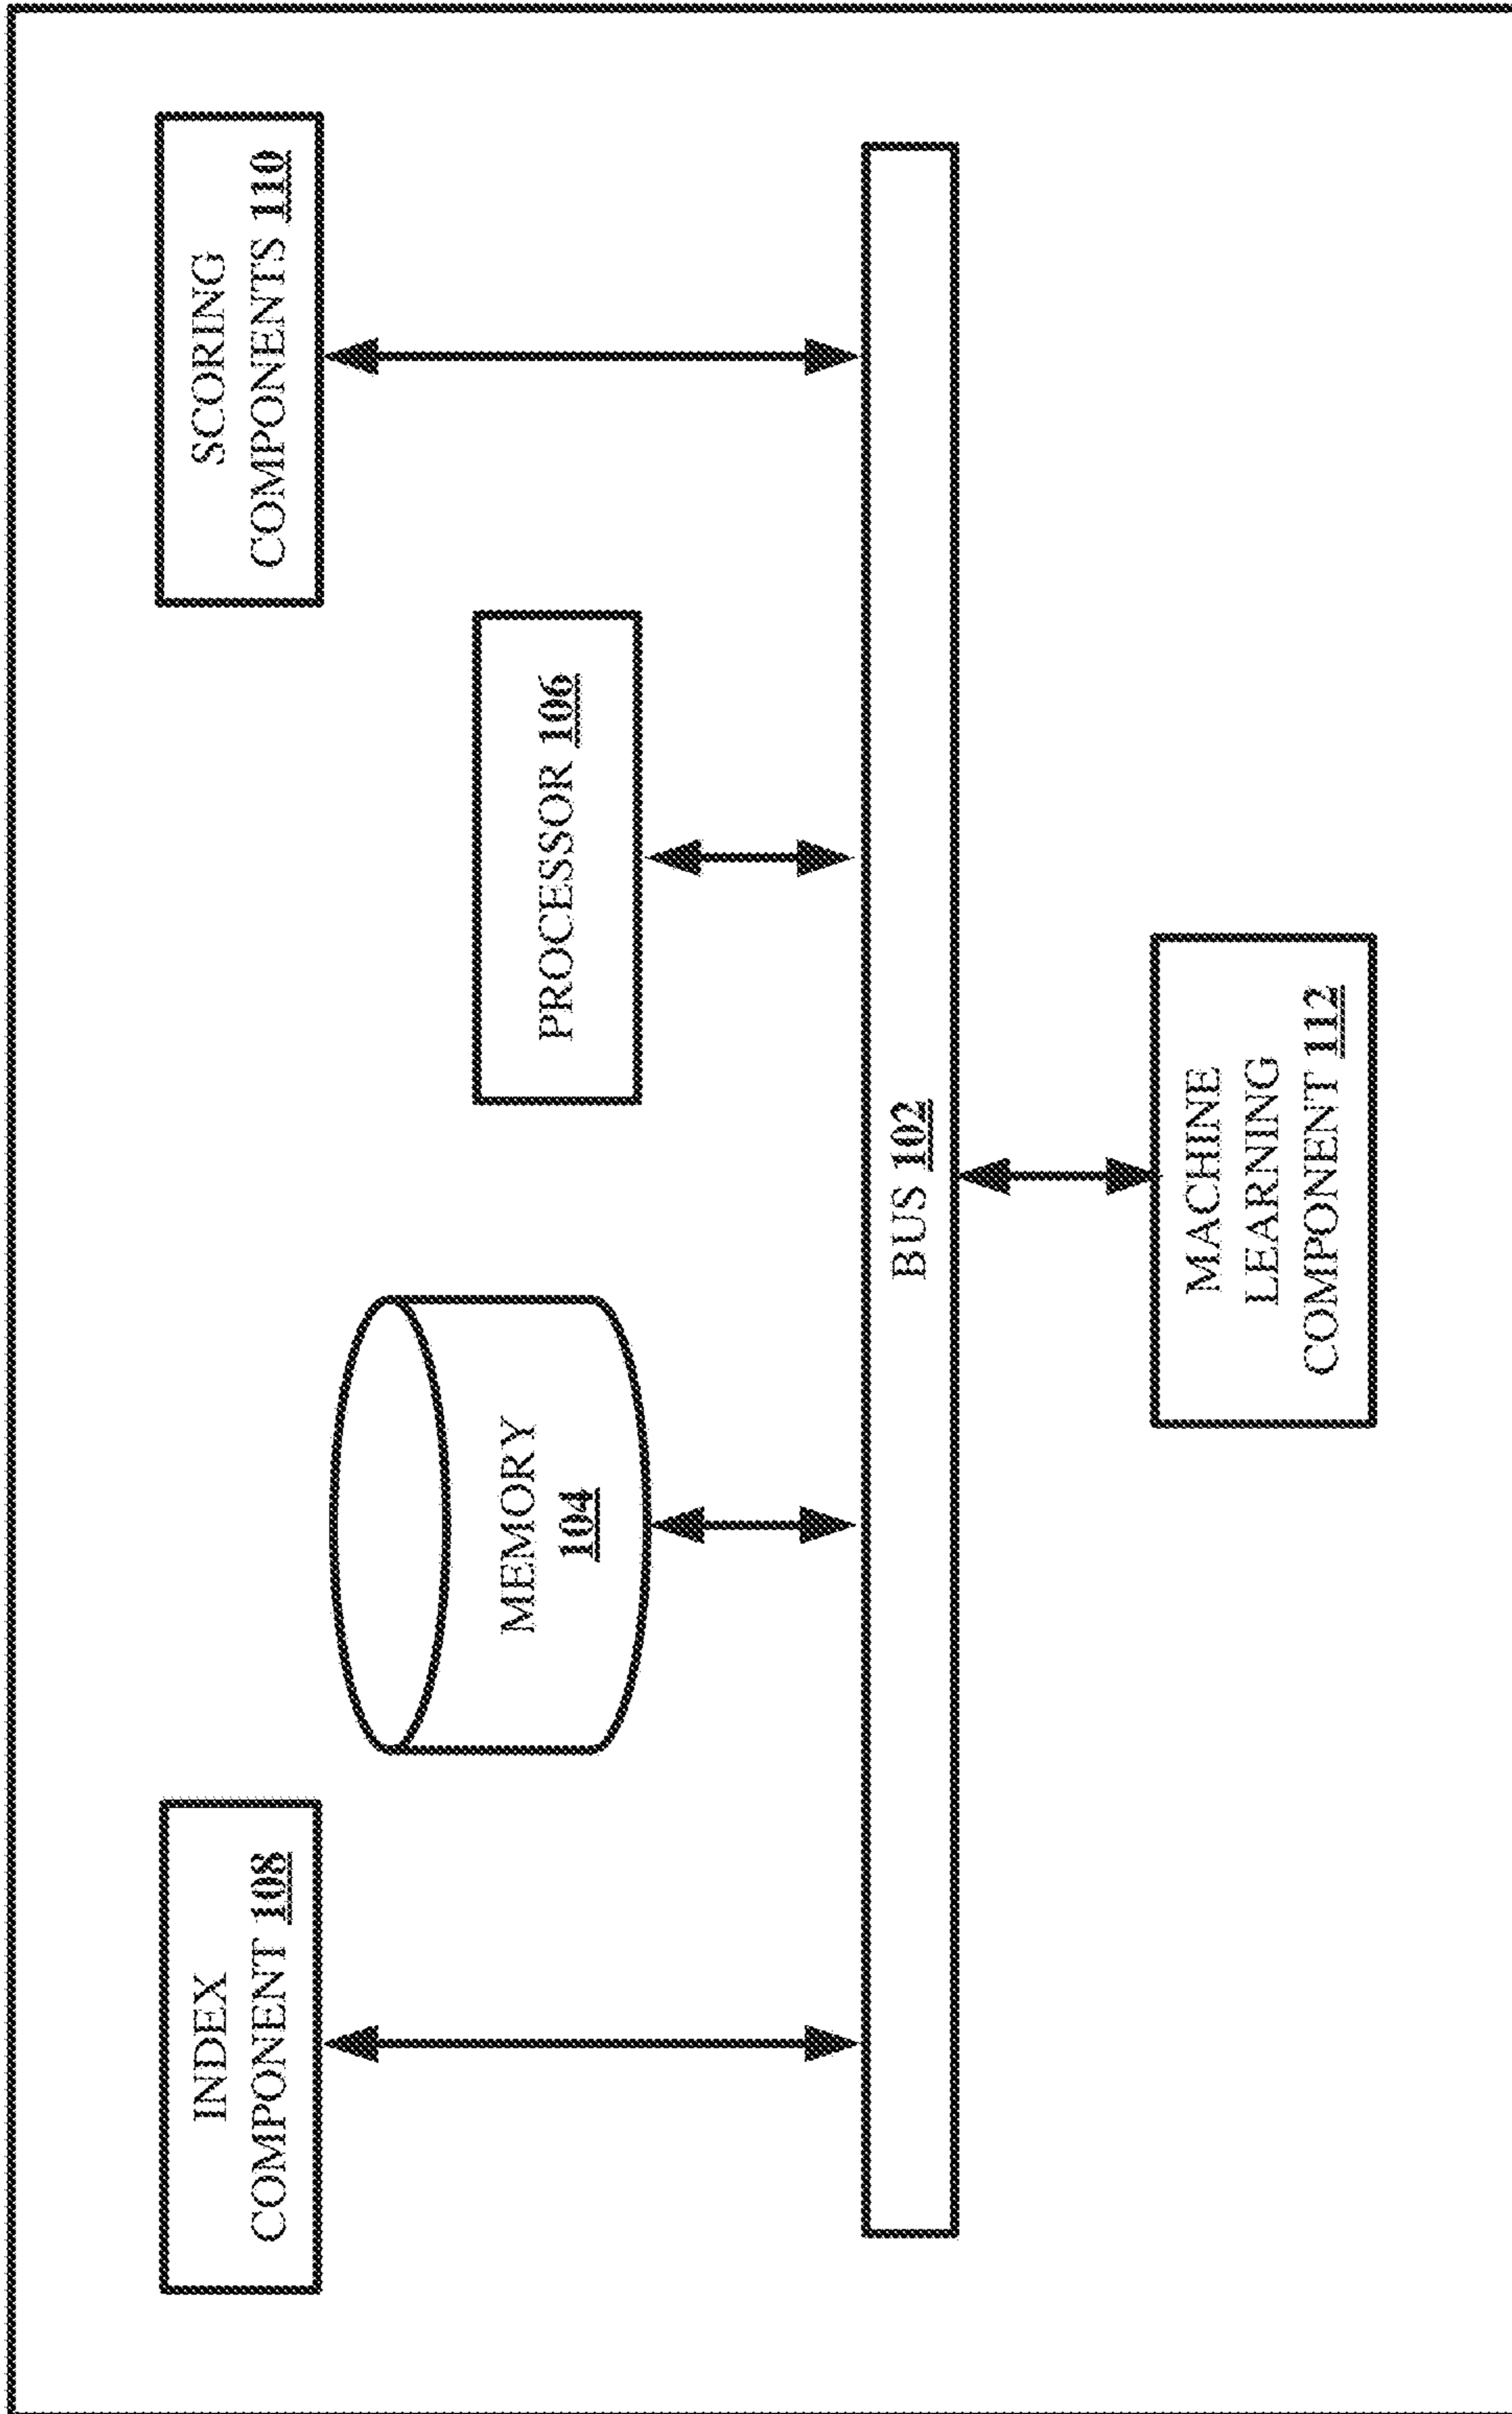 INDEX
COMPONENT 108
MEMORY
104
PROCESSOR 106
SCORING
COMPONENTS 110
BUS 102
MACHINE
LEARNING
COMPONENT 112